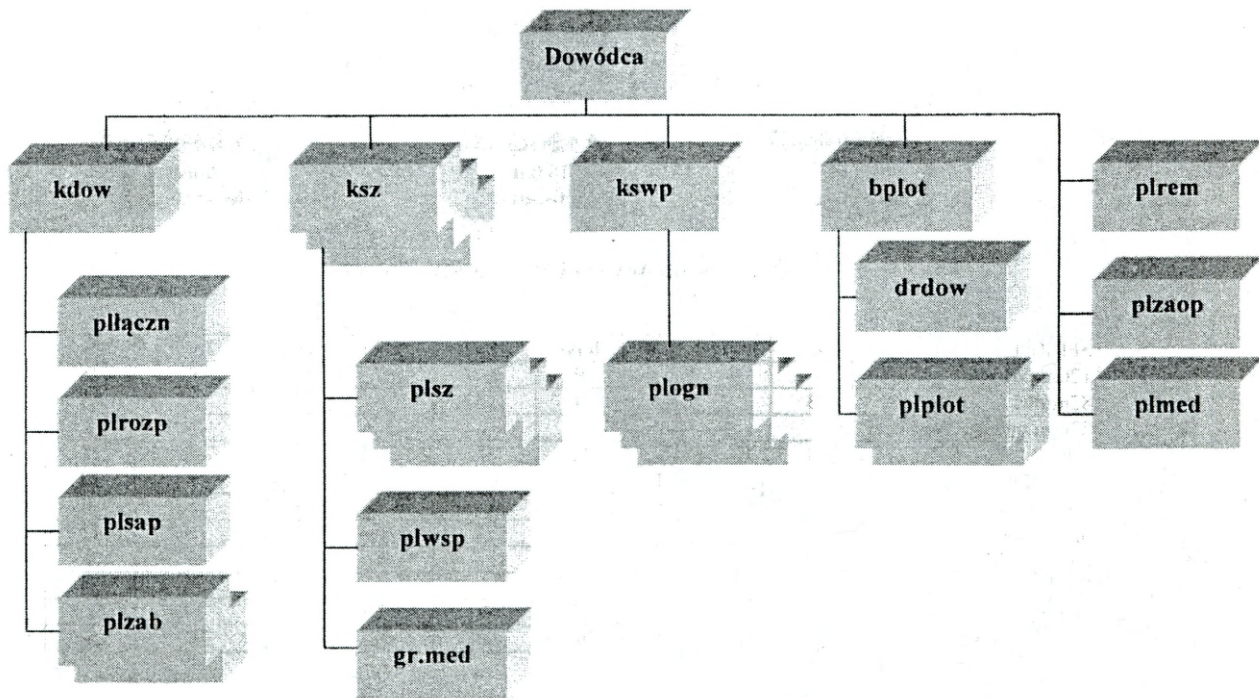 Dowódca
kdow
ksz
kswp
bplot
plrem
plłączn
plrozp
plsap
plzab
plsz
plwsp
gr.med
plogn
drdow
plplot
plzaop
plmed